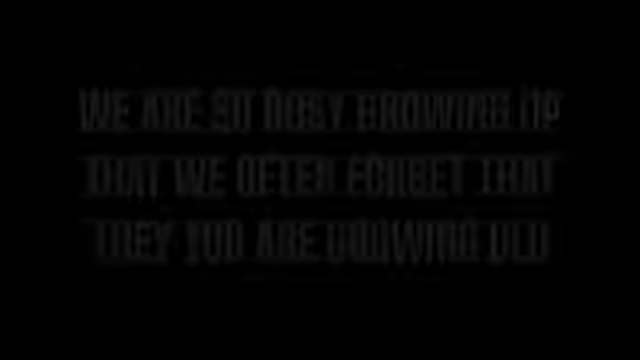 WE ARE SO BUSY GROWING UP
THAT WE OFTEN FORGET THAT
THEY TOO ARE GROWING OLD